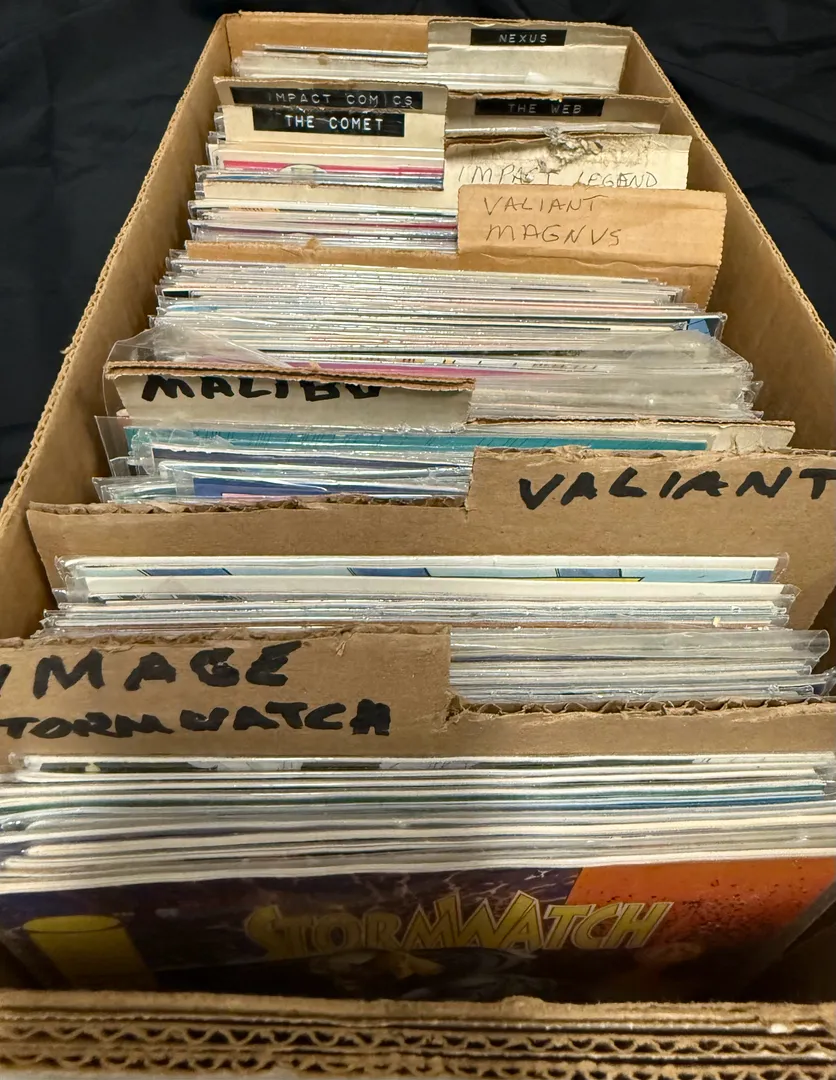 NEXUS
IMPACT COMICS
THE COMET
THE WEB
IMPACT LEGEND
VALIANT
MAGNUS
MALIBU
VALIANT
IMAGE
STORMWATCH
STORMWATCH